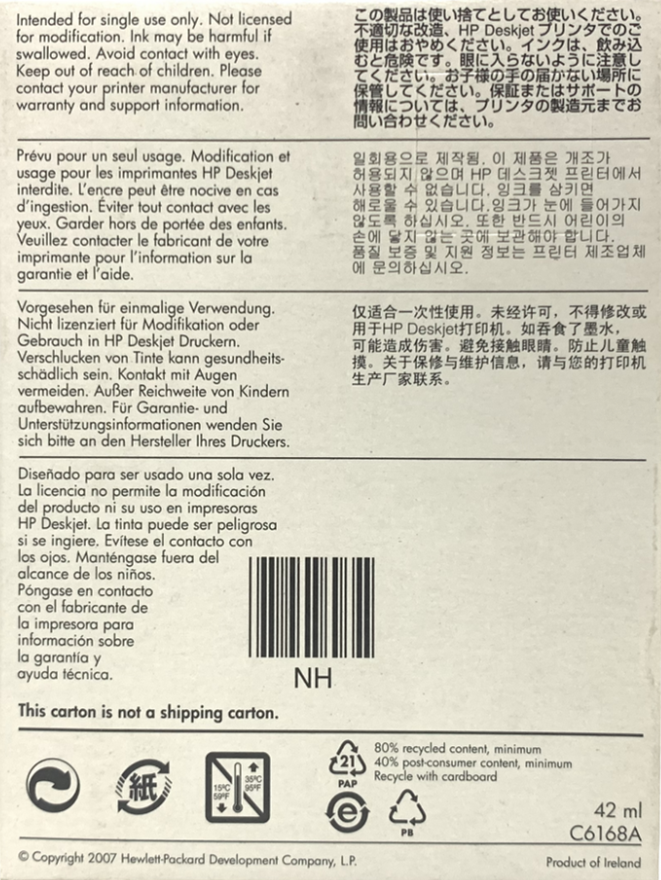 Intended for single use only. Not licensed
for modification. Ink may be harmful if
swallowed. Avoid contact with eyes.
Keep out of reach of children. Please
contact your printer manufacturer for
warranty and support information.
この製品は使い捨てとしてお使いください。
不適切な改造、HP Deskjet プリンタでのご
使用はおやめください。インクは、飲み込
むと危険です。眼に入らないように注意し
てください。お子様の手の届かない場所に
保管してください。保証またはサポートの
情報については、プリンタの製造元までお
問い合わせください。
Prévu pour un seul usage. Modification et
usage pour les imprimantes HP Deskjet
interdite. L'encre peut être nocive en cas
d'ingestion. Éviter tout contact avec les
yeux. Garder hors de portée des enfants.
Veuillez contacter le fabricant de votre
imprimante pour l'information sur la
garantie et l'aide.
일회용으로 제작됨. 이 제품은 개조가
허용되지 않으며 HP 데스크젯 프린터에서
사용할 수 없습니다. 잉크를 삼키면
해로울 수 있습니다.잉크가 눈에 들어가지
않도록 하십시오. 또한 반드시 어린이의
손에 닿지 않는 곳에 보관해야 합니다.
품질 보증 및 지원 정보는 프린터 제조업체
에 문의하십시오.
Vorgesehen für einmalige Verwendung.
Nicht lizenziert für Modifikation oder
Gebrauch in HP Deskjet Druckern.
Verschlucken von Tinte kann gesundheits-
schädlich sein. Kontakt mit Augen
vermeiden. Außer Reichweite von Kindern
aufbewahren. Für Garantie- und
Unterstützungsinformationen wenden Sie
sich bitte an den Hersteller Ihres Druckers.
仅适合一次性使用。未经许可，不得修改或
用于HP Deskjet打印机。如吞食了墨水，
可能造成伤害。避免接触眼睛。防止儿童触
摸。关于保修与维护信息，请与您的打印机
生产厂家联系。
Diseñado para ser usado una sola vez.
La licencia no permite la modificación
del producto ni su uso en impresoras
HP Deskjet. La tinta puede ser peligrosa
si se ingiere. Evítese el contacto con
los ojos. Manténgase fuera del
alcance de los niños.
Póngase en contacto
con el fabricante de
la impresora para
información sobre
la garantía y
ayuda técnica.
NH
This carton is not a shipping carton.
紙
15°C
59°F
35°C
95°F
21
PAP
e
PB
80% recycled content, minimum
40% post-consumer content, minimum
Recycle with cardboard
42 ml
C6168A
© Copyright 2007 Hewlett-Packard Development Company, L.P.
Product of Ireland